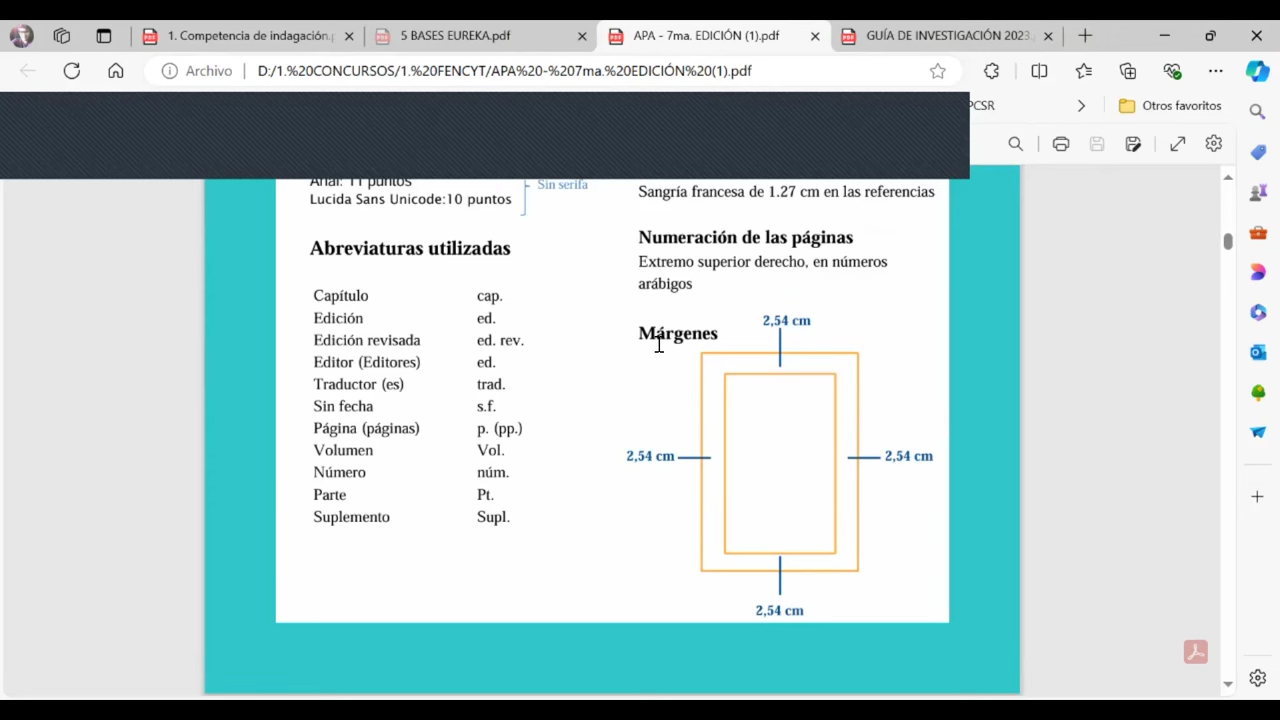 1. Competencia de indagación.p
5 BASES EUREKA.pdf
APA - 7ma. EDICIÓN (1).pdf
GUÍA DE INVESTIGACIÓN 2023
Archivo
D:/1.%20CONCURSOS/1.%20FENCYT/APA%20-%207ma.%20EDICIÓN%20(1).pdf
PCSR
Otros favoritos
Arial: 11 puntos
Lucida Sans Unicode:10 puntos
Sin serifa
Abreviaturas utilizadas
Capítulo cap.
Edición ed.
Edición revisada ed. rev.
Editor (Editores) ed.
Traductor (es) trad.
Sin fecha s.f.
Página (páginas) p. (pp.)
Volumen Vol.
Número núm.
Parte Pt.
Suplemento Supl.
Sangría francesa de 1.27 cm en las referencias
Numeración de las páginas
Extremo superior derecho, en números
arábigos
Márgenes
2,54 cm
2,54 cm
2,54 cm
2,54 cm